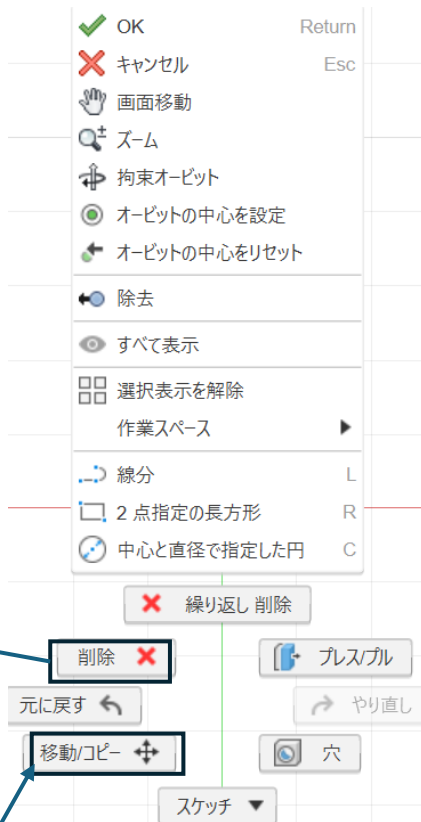 OK Return
キャンセル Esc
画面移動
ズーム
拘束オービット
オービットの中心を設定
オービットの中心をリセット
除去
すべて表示
選択表示を解除
作業スペース
線分 L
2 点指定の長方形 R
中心と直径で指定した円 C
繰り返し 削除
削除 プレス/プル
元に戻す やり直し
移動/コピー 穴
スケッチ